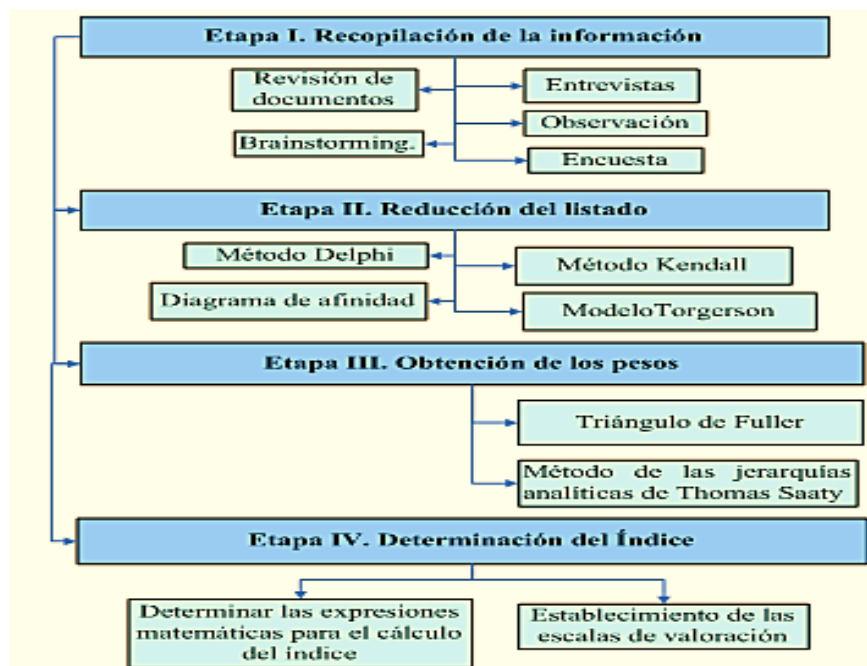 Etapa I. Recopilación de la información
Revisión de
documentos
Entrevistas
Observación
Brainstorming.
Encuesta
Etapa II. Reducción del listado
Método Delphi
Método Kendall
Diagrama de afinidad
ModeloTorgerson
Etapa III. Obtención de los pesos
Triángulo de Fuller
Método de las jerarquías
analíticas de Thomas Saaty
Etapa IV. Determinación del Índice
Determinar las expresiones
matemáticas para el cálculo
del índice
Establecimiento de las
escalas de valoración